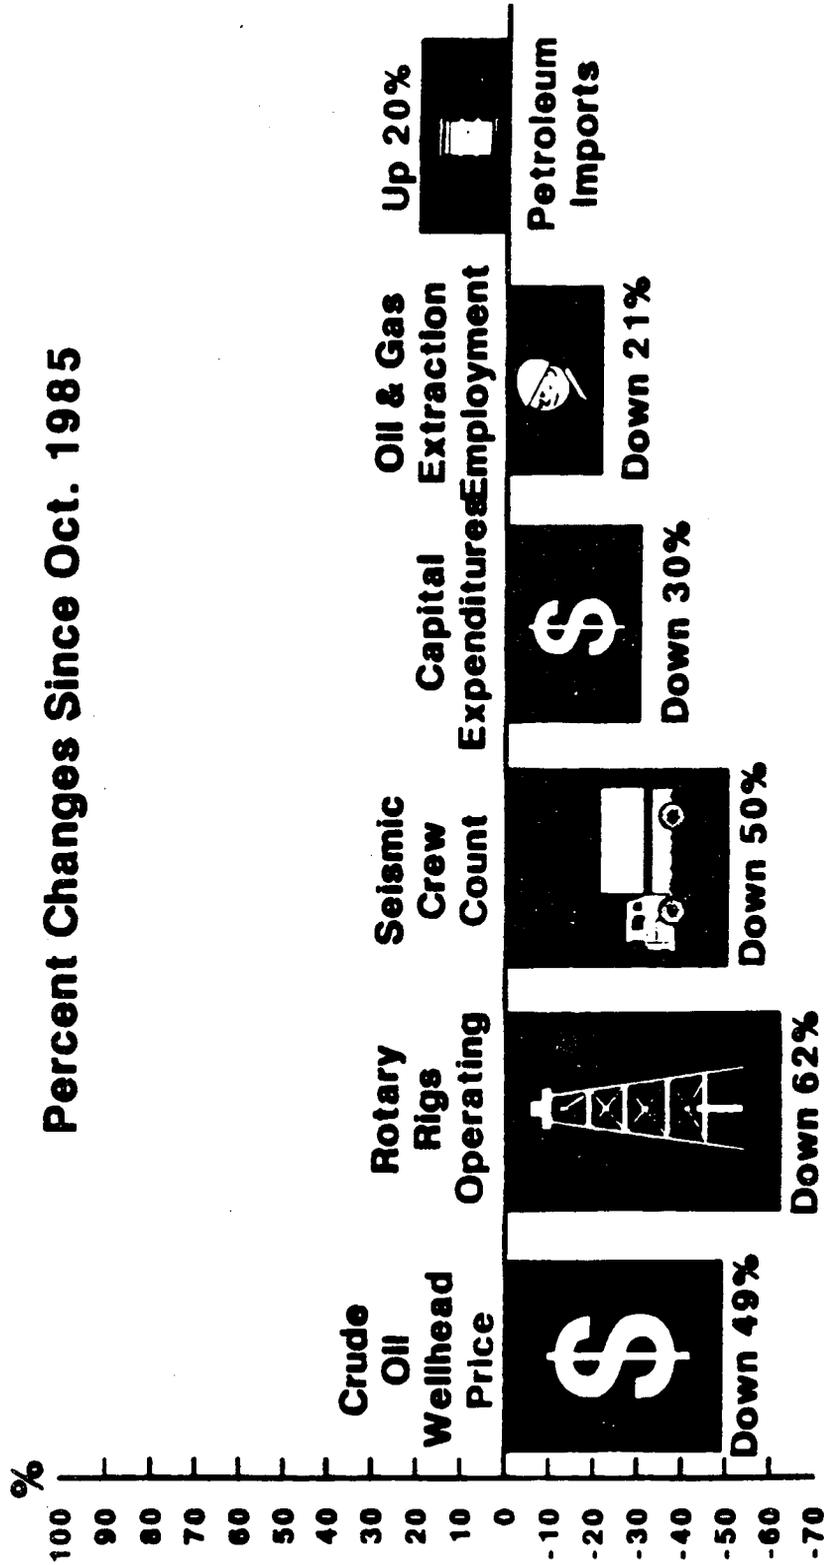 Percent Changes Since Oct. 1985
%
100
90
80
70
60
50
40
30
20
10
0
-10
-20
-30
-40
-50
-60
-70
Crude
Oil
Wellhead
Price
Down 49%
Rotary
Rigs
Operating
Down 62%
Seismic
Crew
Count
Down 50%
Capital
Expenditures
Down 30%
Oil & Gas
Extraction
Employment
Down 21%
Up 20%
Petroleum
Imports